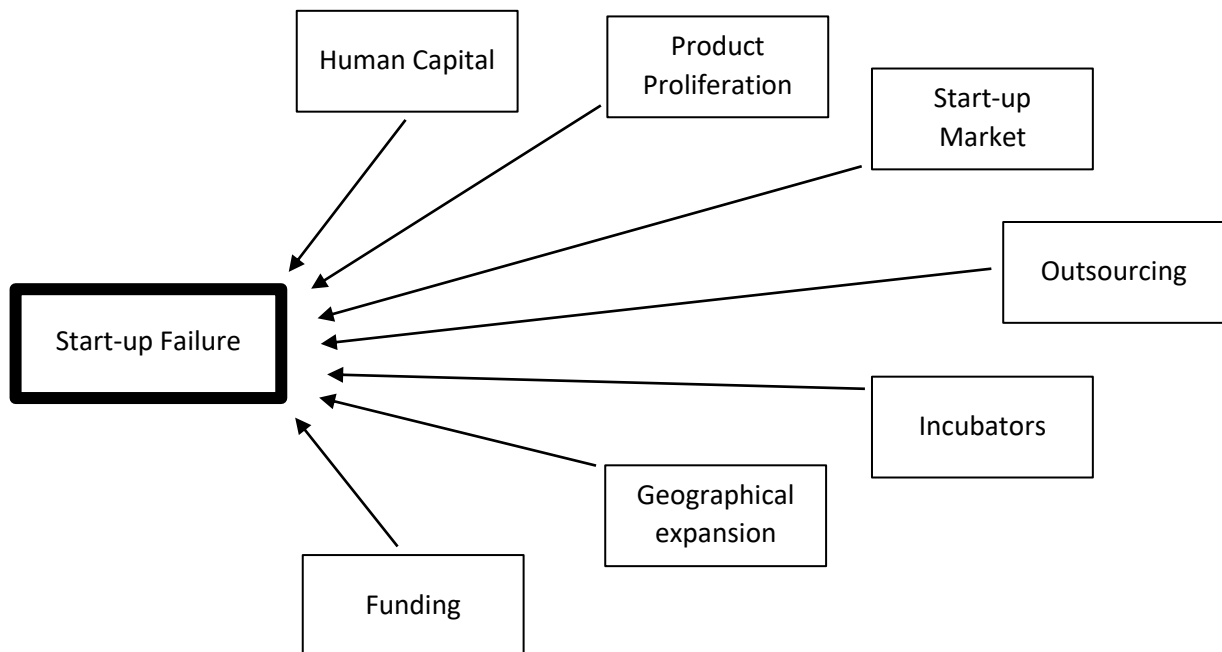 Human Capital
Product
Proliferation
Start-up
Market
Outsourcing
Start-up Failure
Incubators
Geographical
expansion
Funding